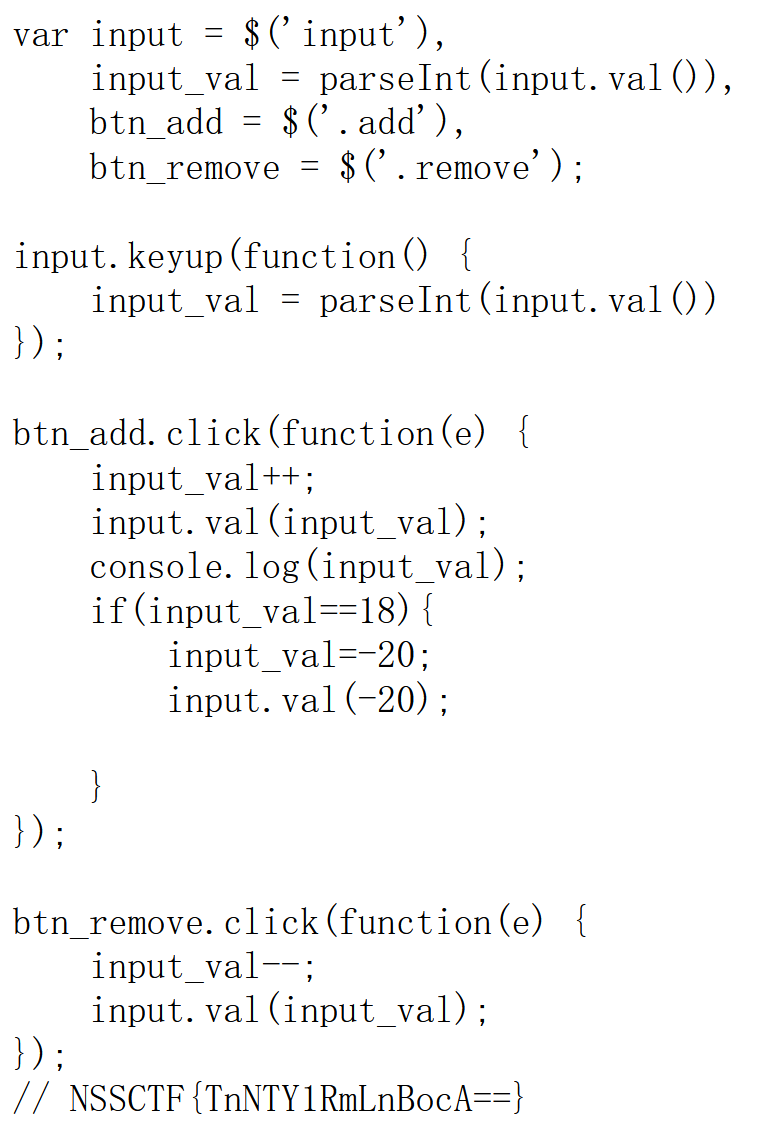 var input = $('input'),
    input_val = parseInt(input.val()),
    btn_add = $('.add'),
    btn_remove = $('.remove');

input.keyup(function() {
    input_val = parseInt(input.val())
});

btn_add.click(function(e) {
    input_val++;
    input.val(input_val);
    console.log(input_val);
    if(input_val==18){
        input_val=-20;
        input.val(-20);

    }
});

btn_remove.click(function(e) {
    input_val--;
    input.val(input_val);
});
// NSSCTF{TnNTY1RmLnBocA==}